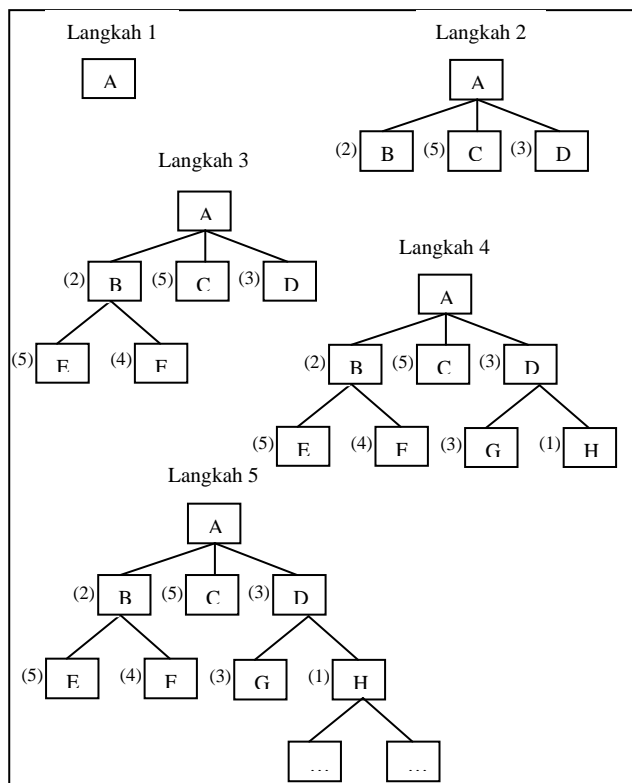 Langkah 1
A
Langkah 2
A
(2) B (5) C (3) D
Langkah 3
A
(2) B (5) C (3) D
(5) E (4) F
Langkah 4
A
(2) B (5) C (3) D
(5) E (4) F (3) G (1) H
Langkah 5
A
(2) B (5) C (3) D
(5) E (4) F (3) G (1) H
... ...